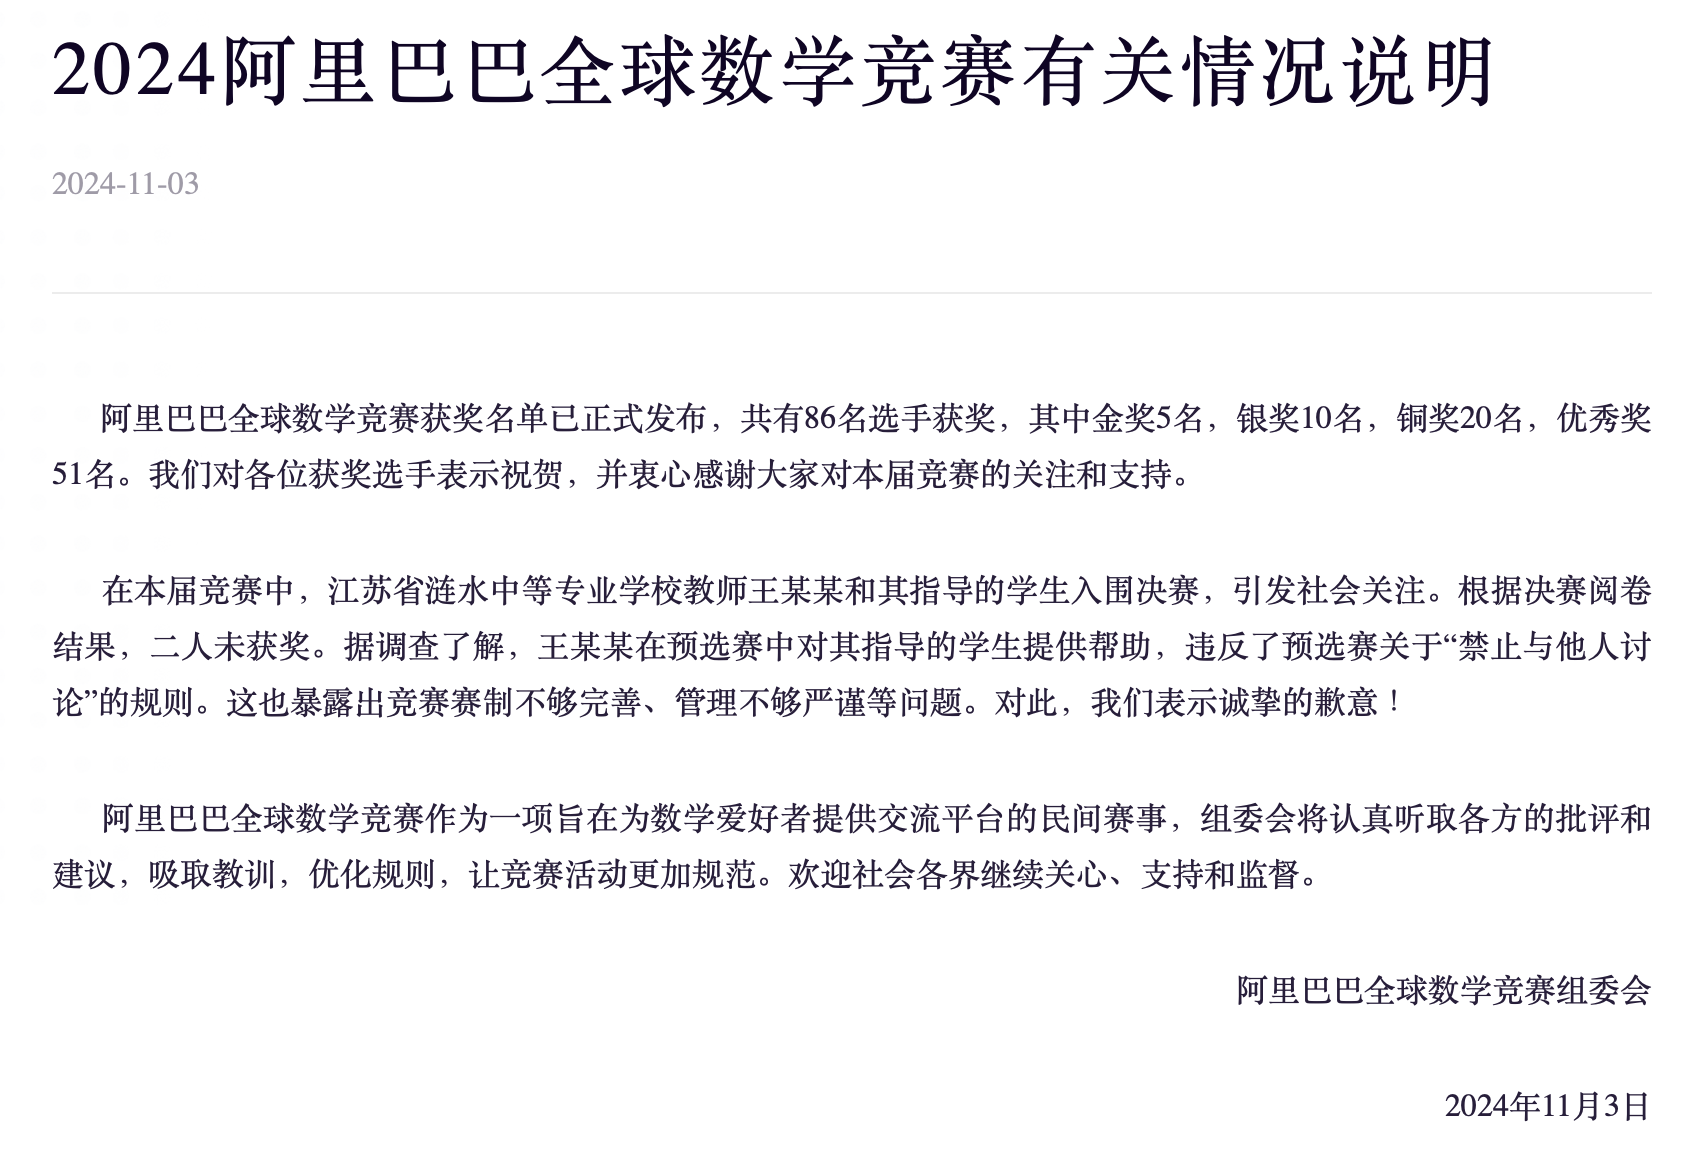 2024阿里巴巴全球数学竞赛有关情况说明
2024-11-03
阿里巴巴全球数学竞赛获奖名单已正式发布，共有86名选手获奖，其中金奖5名，银奖10名，铜奖20名，优秀奖
51名。我们对各位获奖选手表示祝贺，并衷心感谢大家对本届竞赛的关注和支持。
在本届竞赛中，江苏省涟水中等专业学校教师王某某和其指导的学生入围决赛，引发社会关注。根据决赛阅卷
结果，二人未获奖。据调查了解，王某某在预选赛中对其指导的学生提供帮助，违反了预选赛关于“禁止与他人讨
论”的规则。这也暴露出竞赛赛制不够完善、管理不够严谨等问题。对此，我们表示诚挚的歉意！
阿里巴巴全球数学竞赛作为一项旨在为数学爱好者提供交流平台的民间赛事，组委会将认真听取各方的批评和
建议，吸取教训，优化规则，让竞赛活动更加规范。欢迎社会各界继续关心、支持和监督。
阿里巴巴全球数学竞赛组委会
2024年11月3日